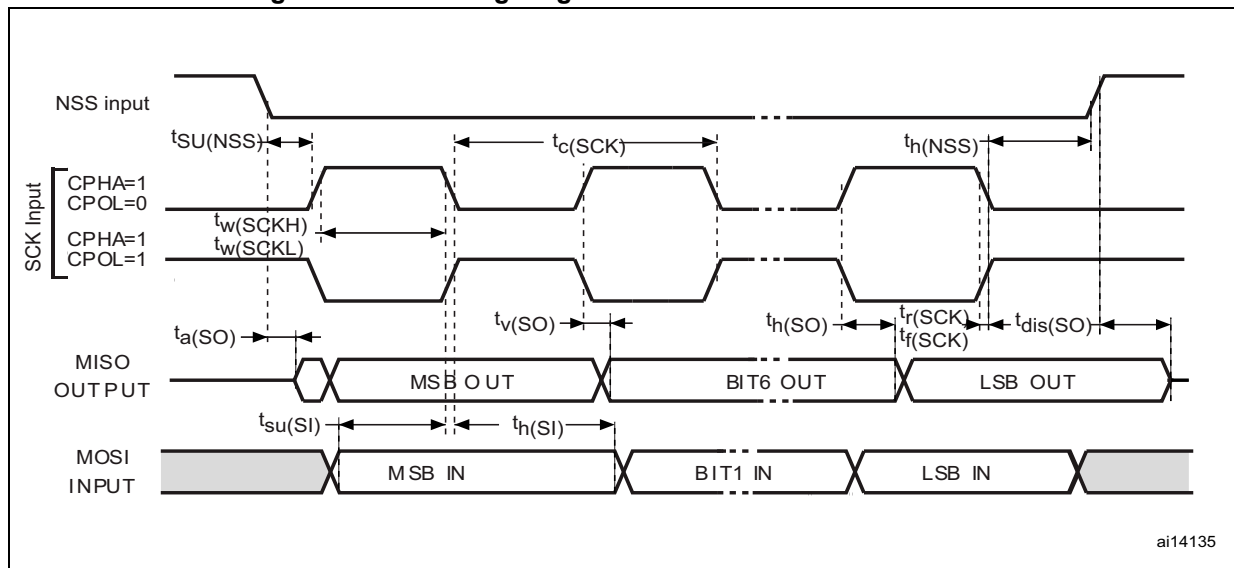 NSS input
tSU(NSS)
tc(SCK)
th(NSS)
SCK Input
CPHA=1
CPOL=0
tw(SCKH)
CPHA=1
tw(SCKL)
CPOL=1
ta(SO)
tv(SO)
th(SO)
tr(SCK)
tf(SCK)
tdis(SO)
MISO
OUTPUT
MSB OUT
BIT6 OUT
LSB OUT
tsu(SI)
th(SI)
MOSI
INPUT
MSB IN
BIT1 IN
LSB IN
ai14135